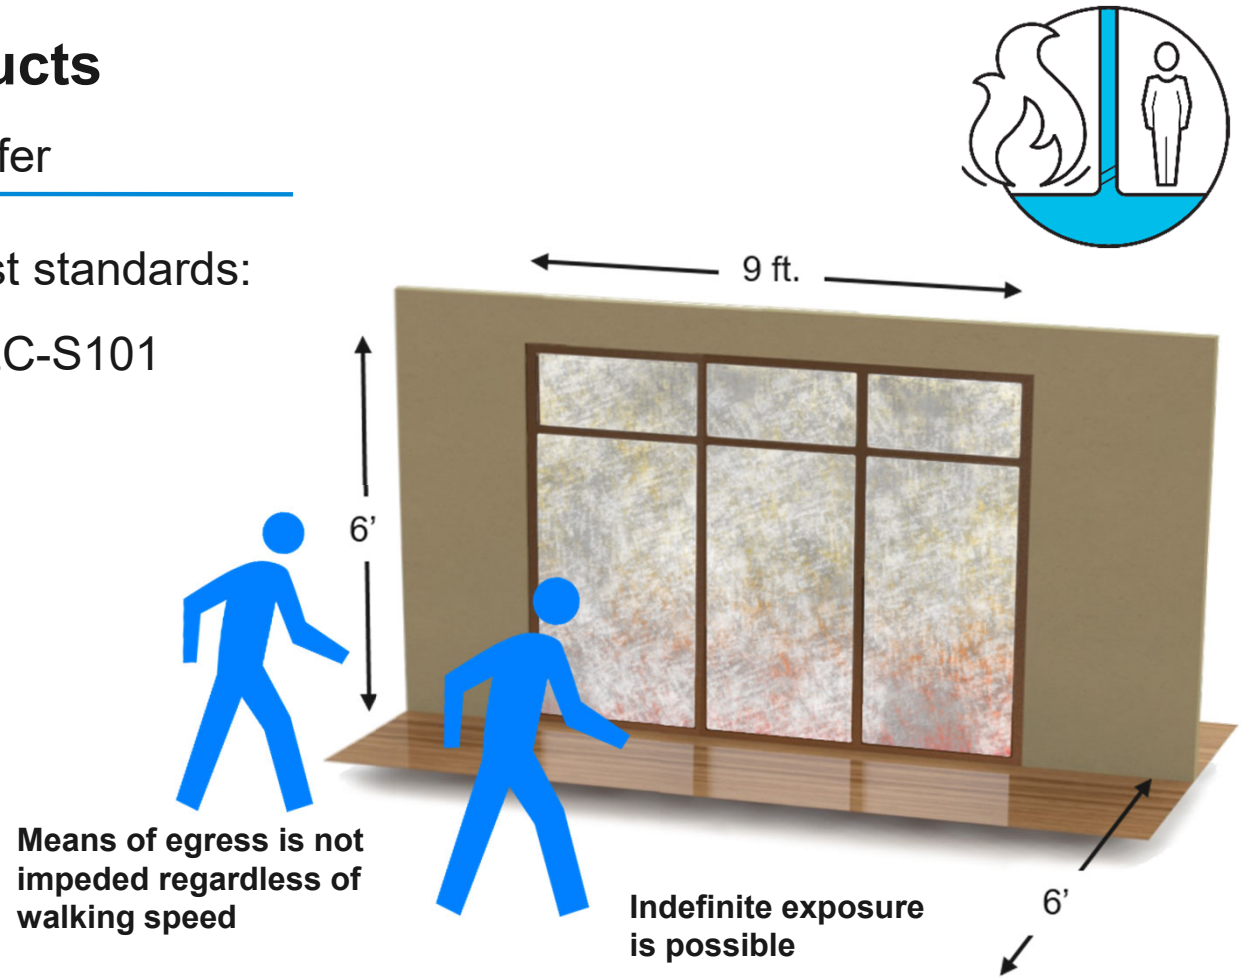 ucts
fer
st standards:
C-S101
9 ft.
6’
Means of egress is not
impeded regardless of
walking speed
Indefinite exposure
is possible
6’